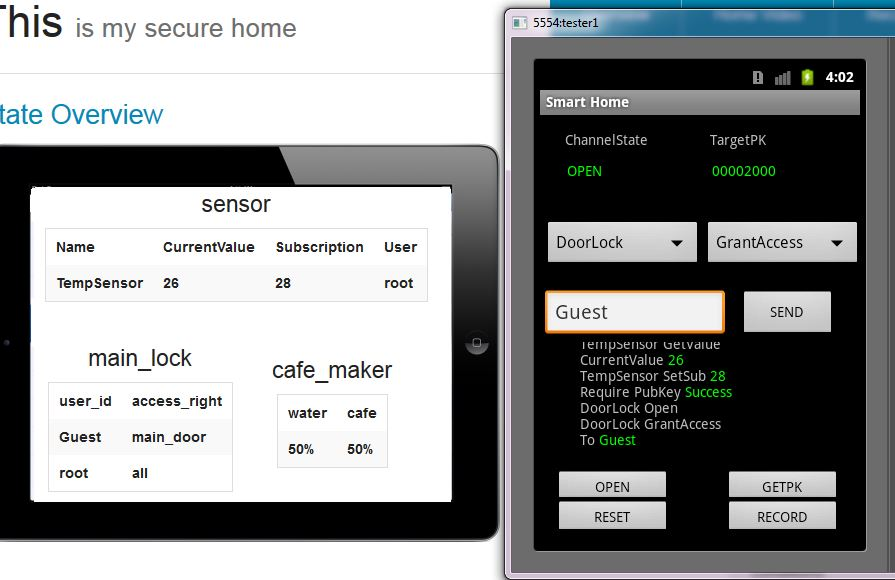 This is my secure home
tate Overview
sensor
Name CurrentValue Subscription User
TempSensor 26 28 root
main_lock
user_id access_right
Guest main_door
root all
cafe_maker
water cafe
50% 50%
5554:tester1
4:02
Smart Home
ChannelState TargetPK
OPEN 00002000
DoorLock GrantAccess
Guest SEND
TempSensor GetValue
CurrentValue 26
TempSensor SetSub 28
Require PubKey Success
DoorLock Open
DoorLock GrantAccess
To Guest
OPEN GETPK
RESET RECORD